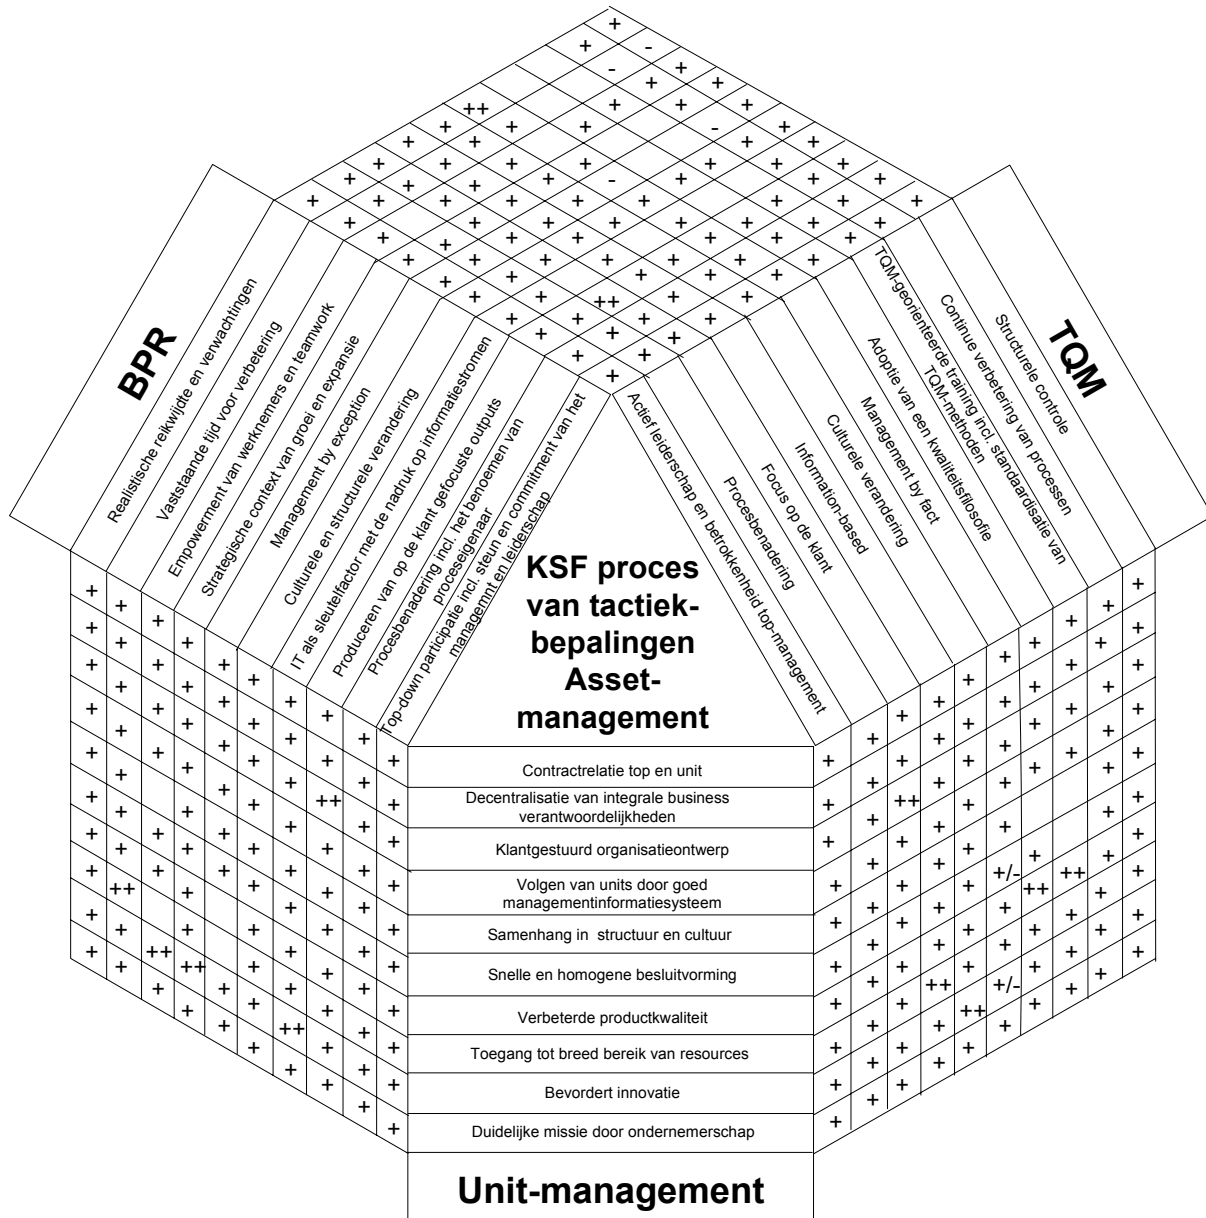 BPR
Realistische reikwijdte en verwachtingen
Vaststaande tijd voor verbetering
Empowerment van werknemers en teamwork
Strategische context van groei en expansie
Management by exception
Culturele en structurele verandering
IT als sleutelfactor met de nadruk op informatiestromen
Produceren van op de klant gefocuste outputs
Procesbenadering incl. het benoemen van
proceseigenaar
Top-down participatie incl. steun en commitment van het
managemnt en leiderschap
TQM
Actief leiderschap en betrokkenheid top-management
Procesbenadering
Focus op de klant
Information-based
Culturele verandering
Management by fact
Adoptie van een kwaliteitsfilosofie
TQM-georienteerde training incl. standaardisatie van
TQM-methoden
Continue verbetering van processen
Structurele controle
KSF proces
van tactiek-
bepalingen
Asset-
management
Contractrelatie top en unit
Decentralisatie van integrale business
verantwoordelijkheden
Klantgestuurd organisatieontwerp
Volgen van units door goed
managementinformatiesysteem
Samenhang in structuur en cultuur
Snelle en homogene besluitvorming
Verbeterde productkwaliteit
Toegang tot breed bereik van resources
Bevordert innovatie
Duidelijke missie door ondernemerschap
Unit-management